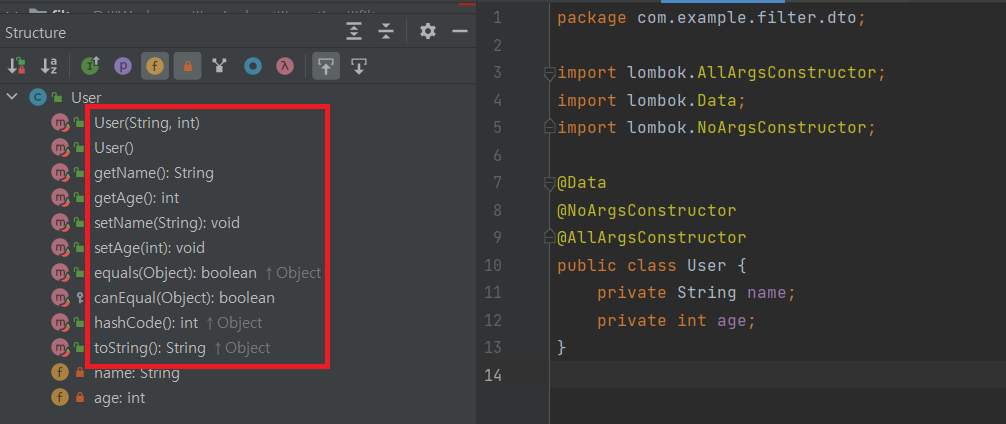 Structure
User
User(String, int)
User()
getName(): String
getAge(): int
setName(String): void
setAge(int): void
equals(Object): boolean ↑Object
canEqual(Object): boolean
hashCode(): int ↑Object
toString(): String ↑Object
name: String
age: int
1 package com.example.filter.dto;
2
3 import lombok.AllArgsConstructor;
4 import lombok.Data;
5 import lombok.NoArgsConstructor;
6
7 @Data
8 @NoArgsConstructor
9 @AllArgsConstructor
10 public class User {
11 private String name;
12 private int age;
13 }
14